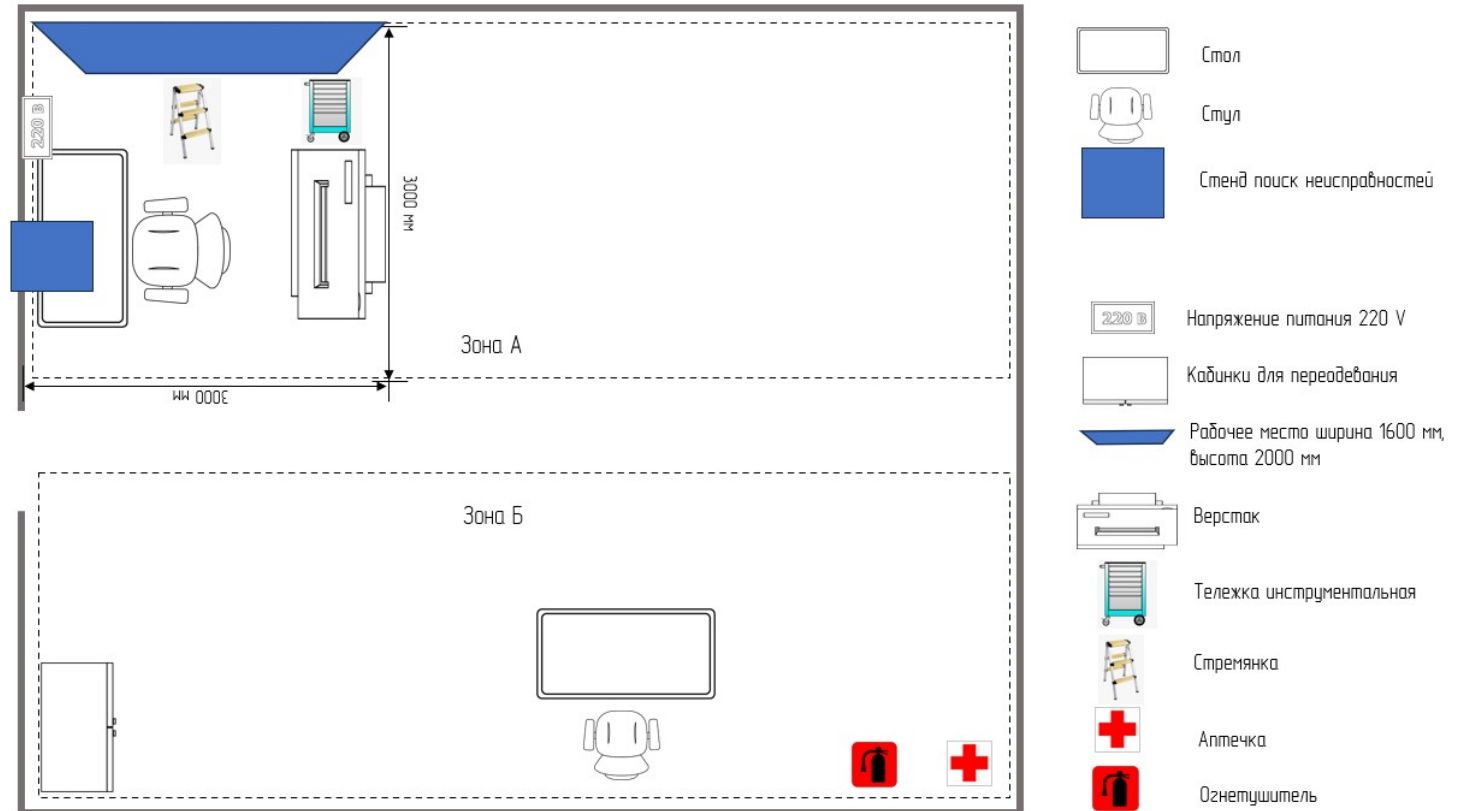 220 В
3000 мм
Зона А
3000 мм
Зона Б
Стол
Стул
Стенд поиск неисправностей
220 В
Напряжение питания 220 V
Кабинки для переодевания
Рабочее место ширина 1600 мм,
высота 2000 мм
Верстак
Тележка инструментальная
Стремянка
Аптечка
Огнетушитель